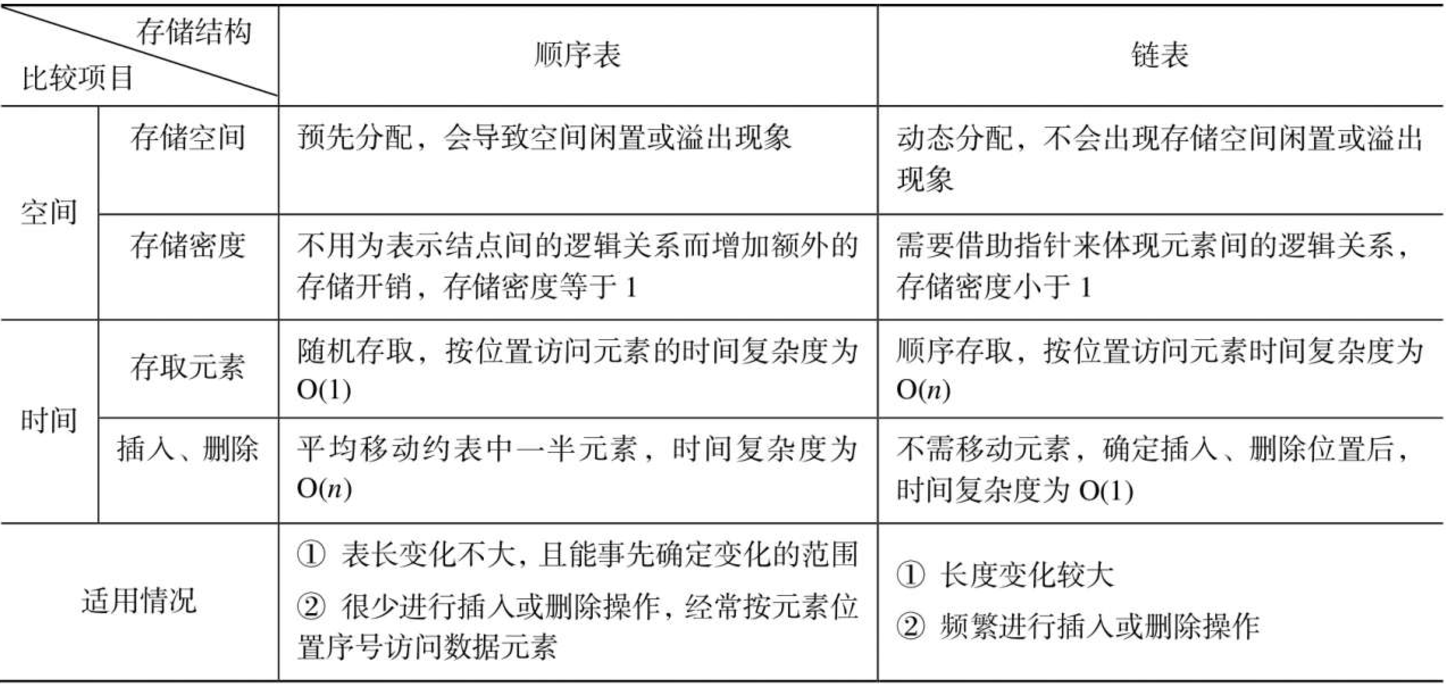 存储结构
比较项目
顺序表
链表
空间
存储空间
预先分配，会导致空间闲置或溢出现象
动态分配，不会出现存储空间闲置或溢出
现象
存储密度
不用为表示结点间的逻辑关系而增加额外的
存储开销，存储密度等于 1
需要借助指针来体现元素间的逻辑关系，
存储密度小于 1
时间
存取元素
随机存取，按位置访问元素的时间复杂度为
O(1)
顺序存取，按位置访问元素时间复杂度为
O(n)
插入、删除
平均移动约表中一半元素，时间复杂度为
O(n)
不需移动元素，确定插入、删除位置后，
时间复杂度为 O(1)
适用情况
① 表长变化不大，且能事先确定变化的范围
② 很少进行插入或删除操作，经常按元素位
置序号访问数据元素
① 长度变化较大
② 频繁进行插入或删除操作